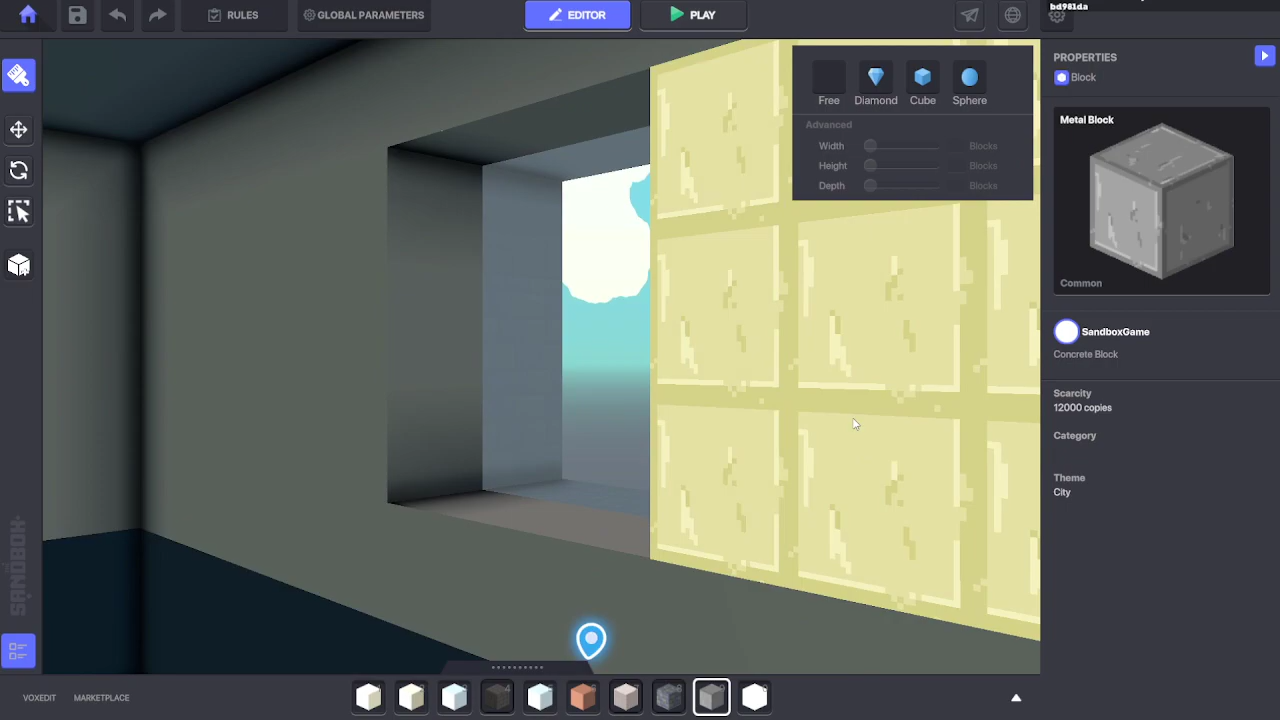 bd981da
RULES
GLOBAL PARAMETERS
EDITOR
PLAY
PROPERTIES
Block
Free
Diamond
Cube
Sphere
Advanced
Width
Blocks
Height
Blocks
Depth
Blocks
Metal Block
Common
SandboxGame
Concrete Block
Scarcity
12000 copies
Category
Theme
City
SANDBOX
VOXEDIT
MARKETPLACE